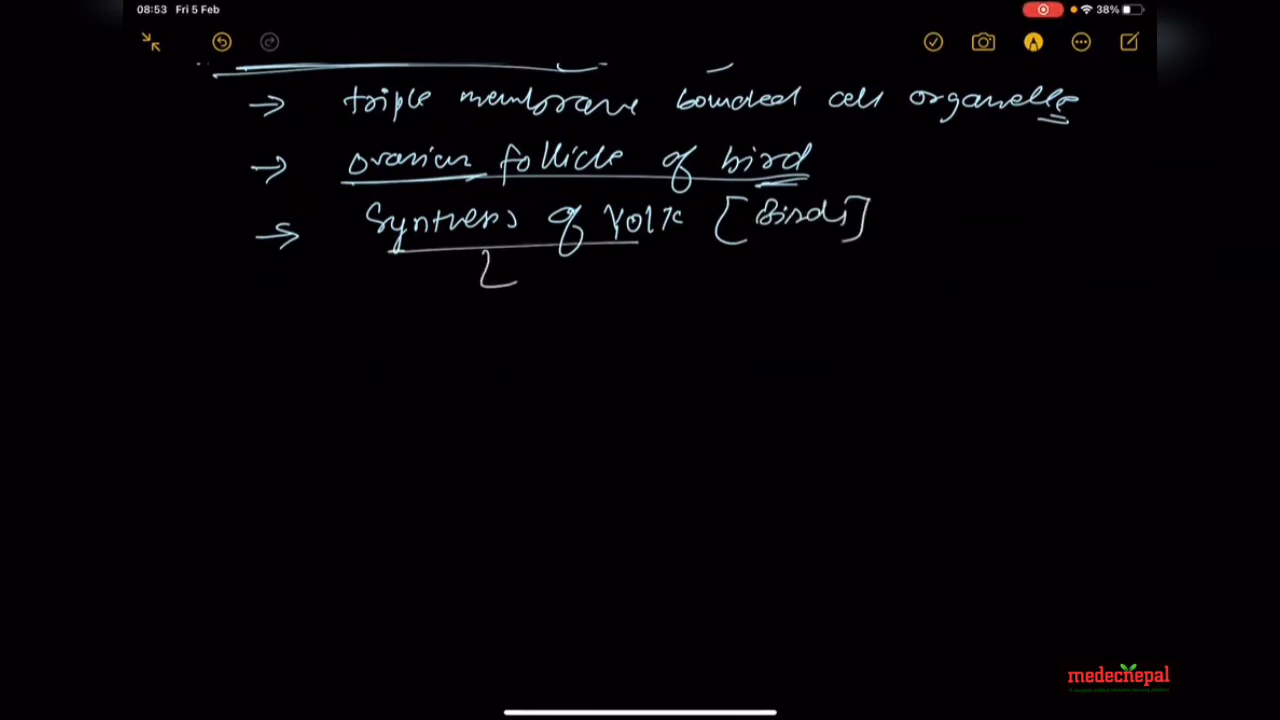 08:53 Fri 5 Feb 38%
→ triple membrane bounded cell organelle
→ ovarian follicle of bird
→ Synthesis of Yolk [Birds]
medecnepal